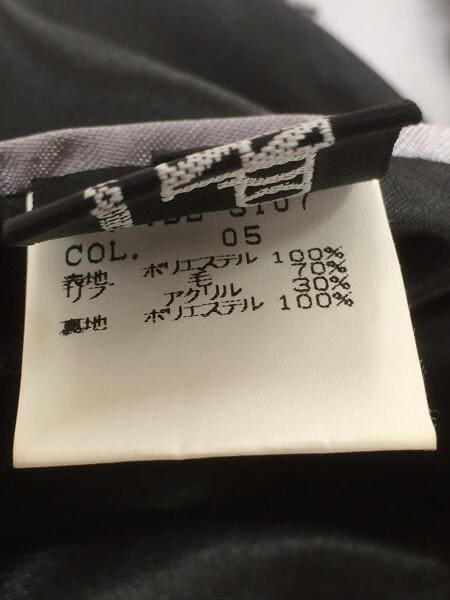 COL. 05
表地 ポリエステル 100%
リブ 毛 70%
アクリル 30%
裏地 ポリエステル 100%